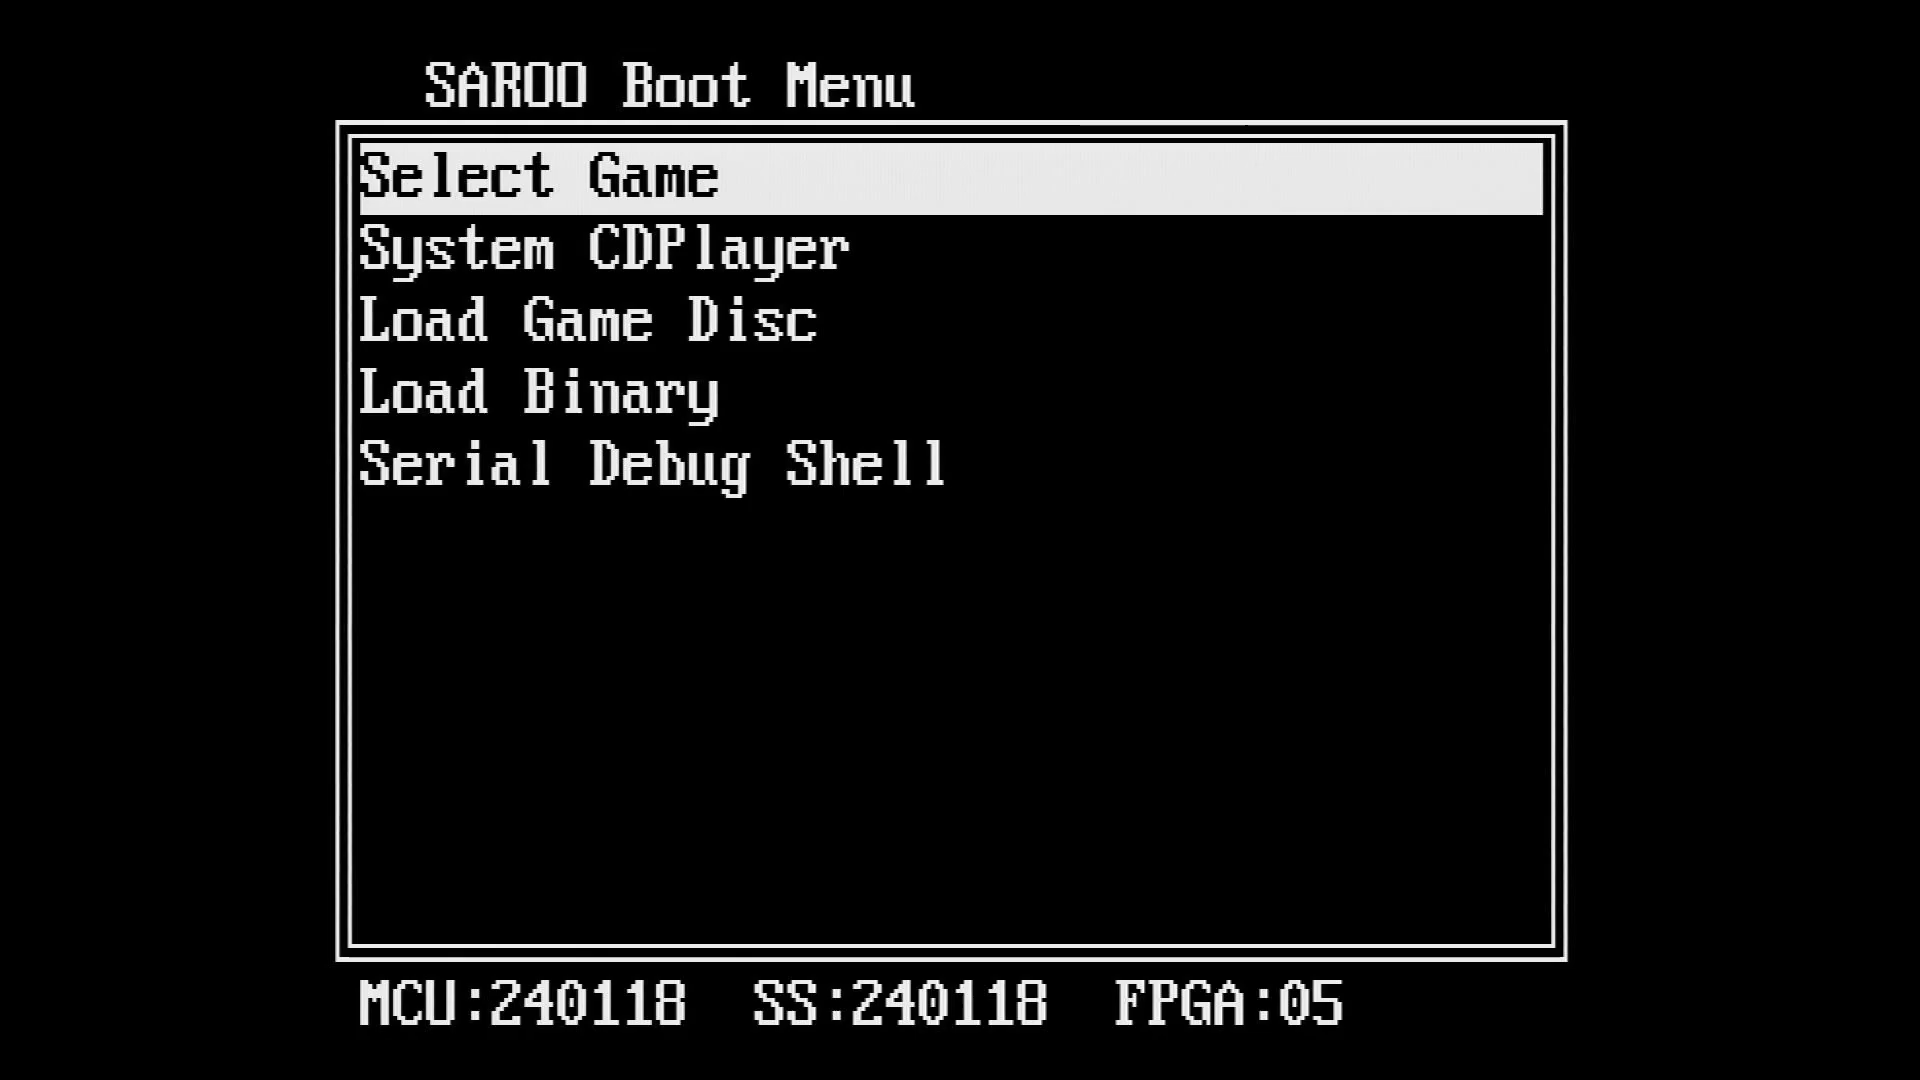 SAROO Boot Menu
Select Game
System CDPlayer
Load Game Disc
Load Binary
Serial Debug Shell
MCU:240118  SS:240118  FPGA:05